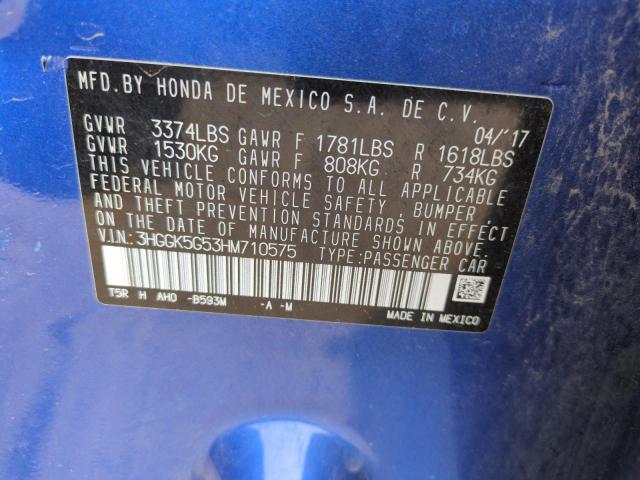 MFD. BY HONDA DE MEXICO S.A. DE C.V.
04/'17
GVWR 3374LBS GAWR F 1781LBS R 1618LBS
GVWR 1530KG GAWR F 808KG R 734KG
THIS VEHICLE CONFORMS TO ALL APPLICABLE
FEDERAL MOTOR VEHICLE SAFETY, BUMPER
AND THEFT PREVENTION STANDARDS IN EFFECT
ON THE DATE OF MANUFACTURE SHOWN ABOVE.
V.I.N.: 3HGGK5G53HM710575 TYPE:PASSENGER CAR
T5R H AHO -B593M -A -M
MADE IN MEXICO